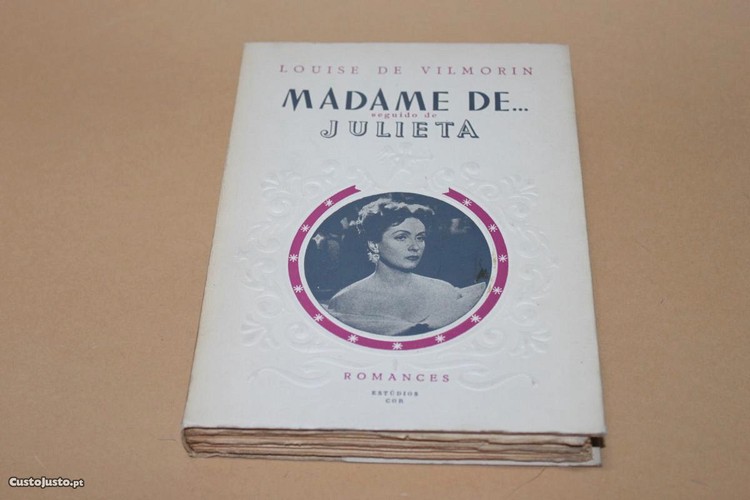 LOUISE DE VILMORIN
MADAME DE...
seguido de
JULIETA
ROMANCES
ESTÚDIOS
COR
CustoJusto.pt